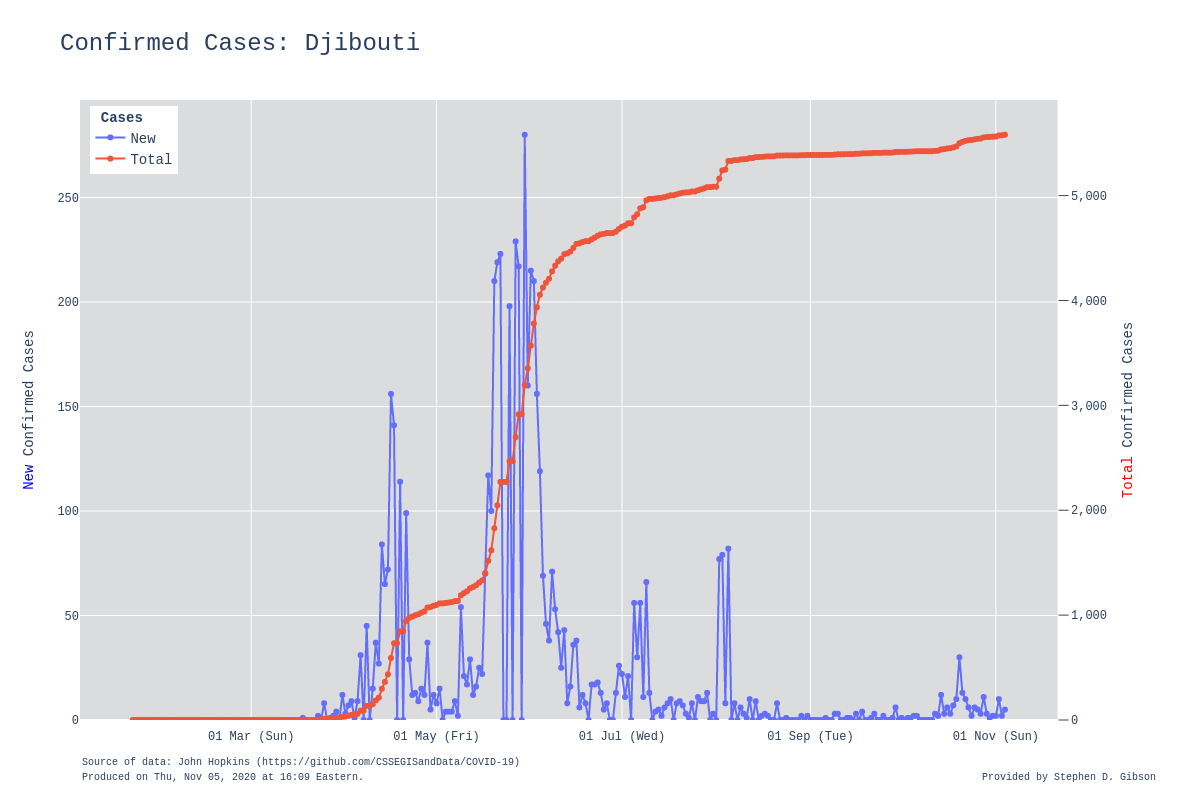 Confirmed Cases: Djibouti
Cases
New
Total
250
200
150
100
50
0
5,000
4,000
3,000
2,000
1,000
0
New Confirmed Cases
Total Confirmed Cases
01 Mar (Sun)
01 May (Fri)
01 Jul (Wed)
01 Sep (Tue)
01 Nov (Sun)
Source of data: John Hopkins (https://github.com/CSSEGISandData/COVID-19)
Produced on Thu, Nov 05, 2020 at 16:09 Eastern.
Provided by Stephen D. Gibson